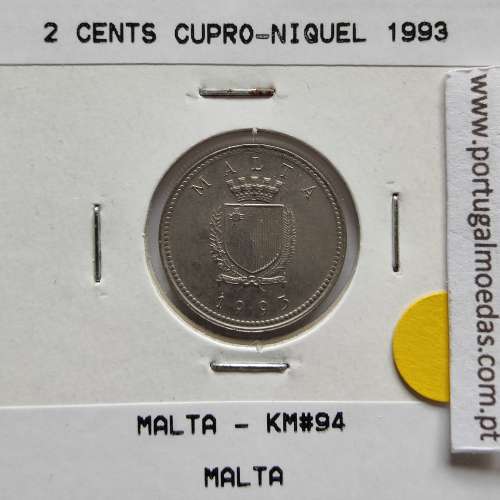 2 CENTS CUPRO-NIQUEL 1993
www.portugalmoedas.com.pt
MALTA
1993
MALTA - KM#94
MALTA